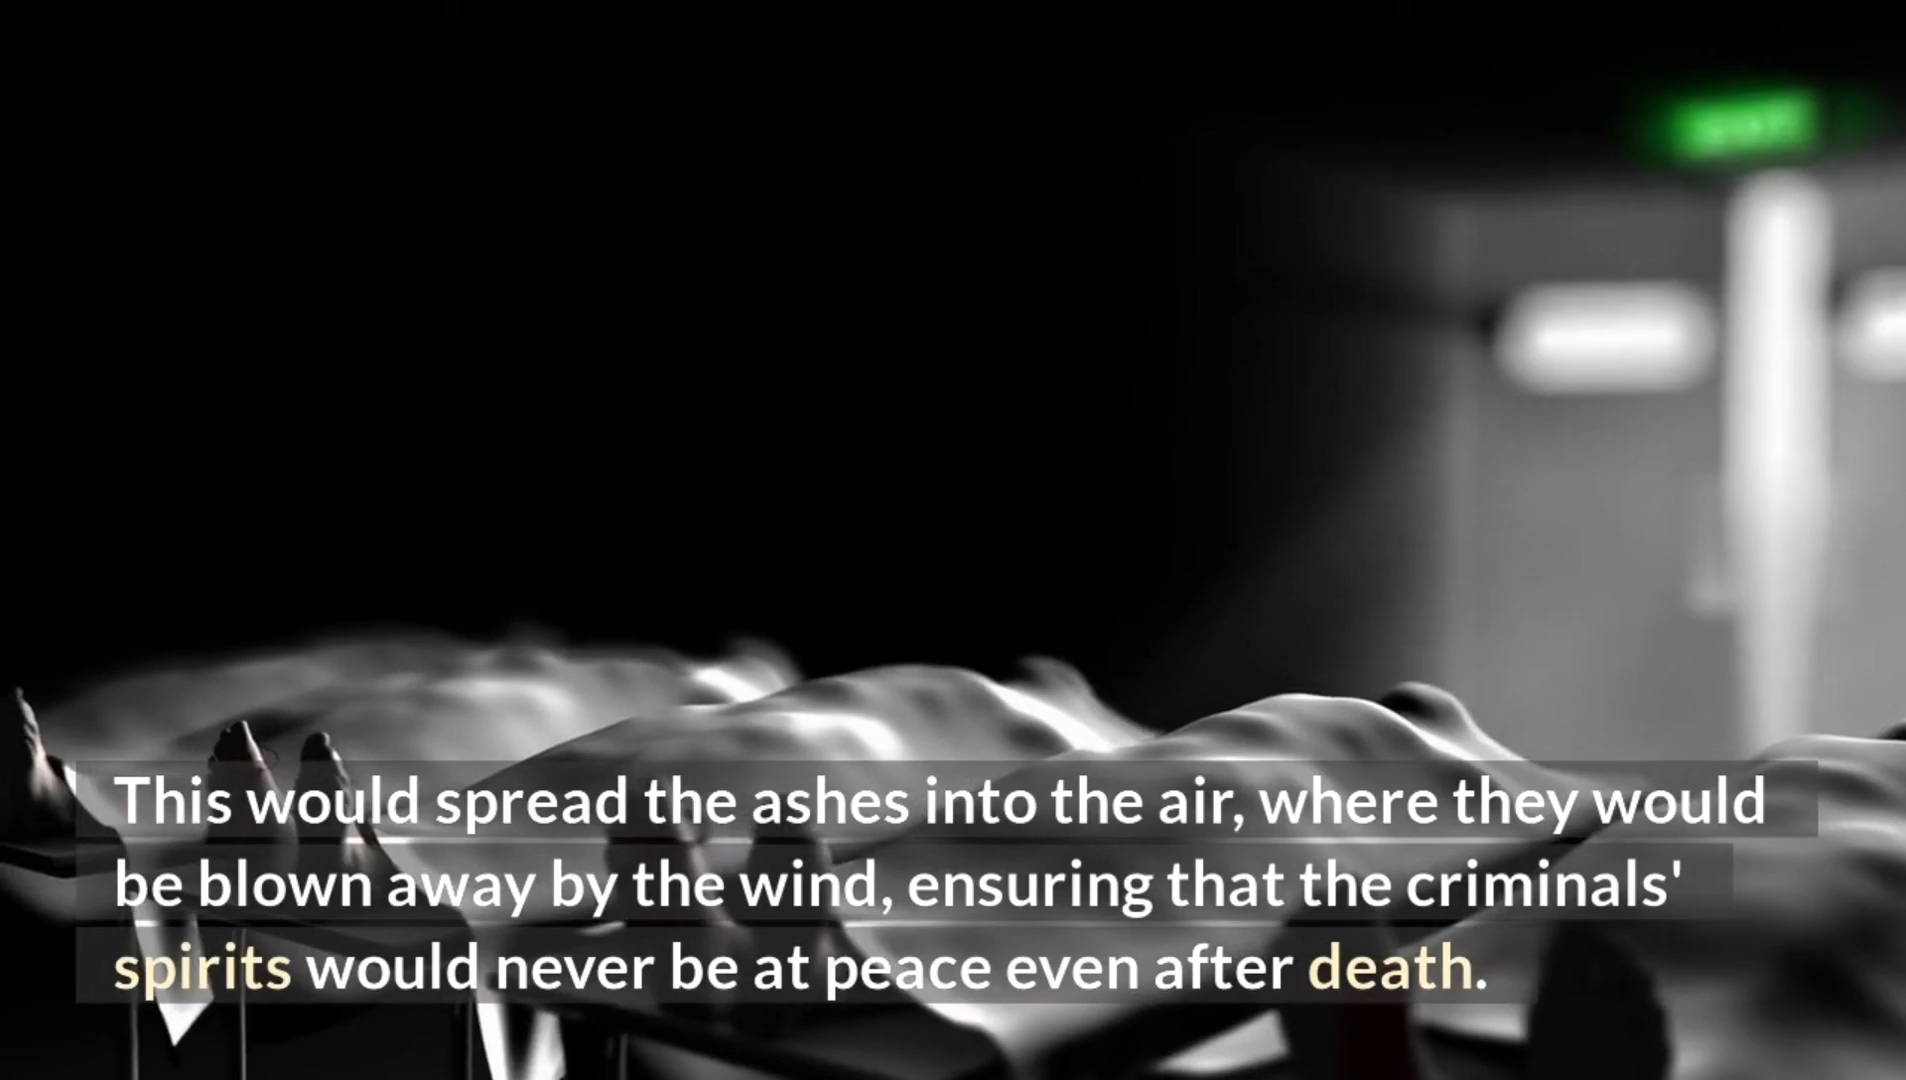 This would spread the ashes into the air, where they would
be blown away by the wind, ensuring that the criminals'
spirits would never be at peace even after death.